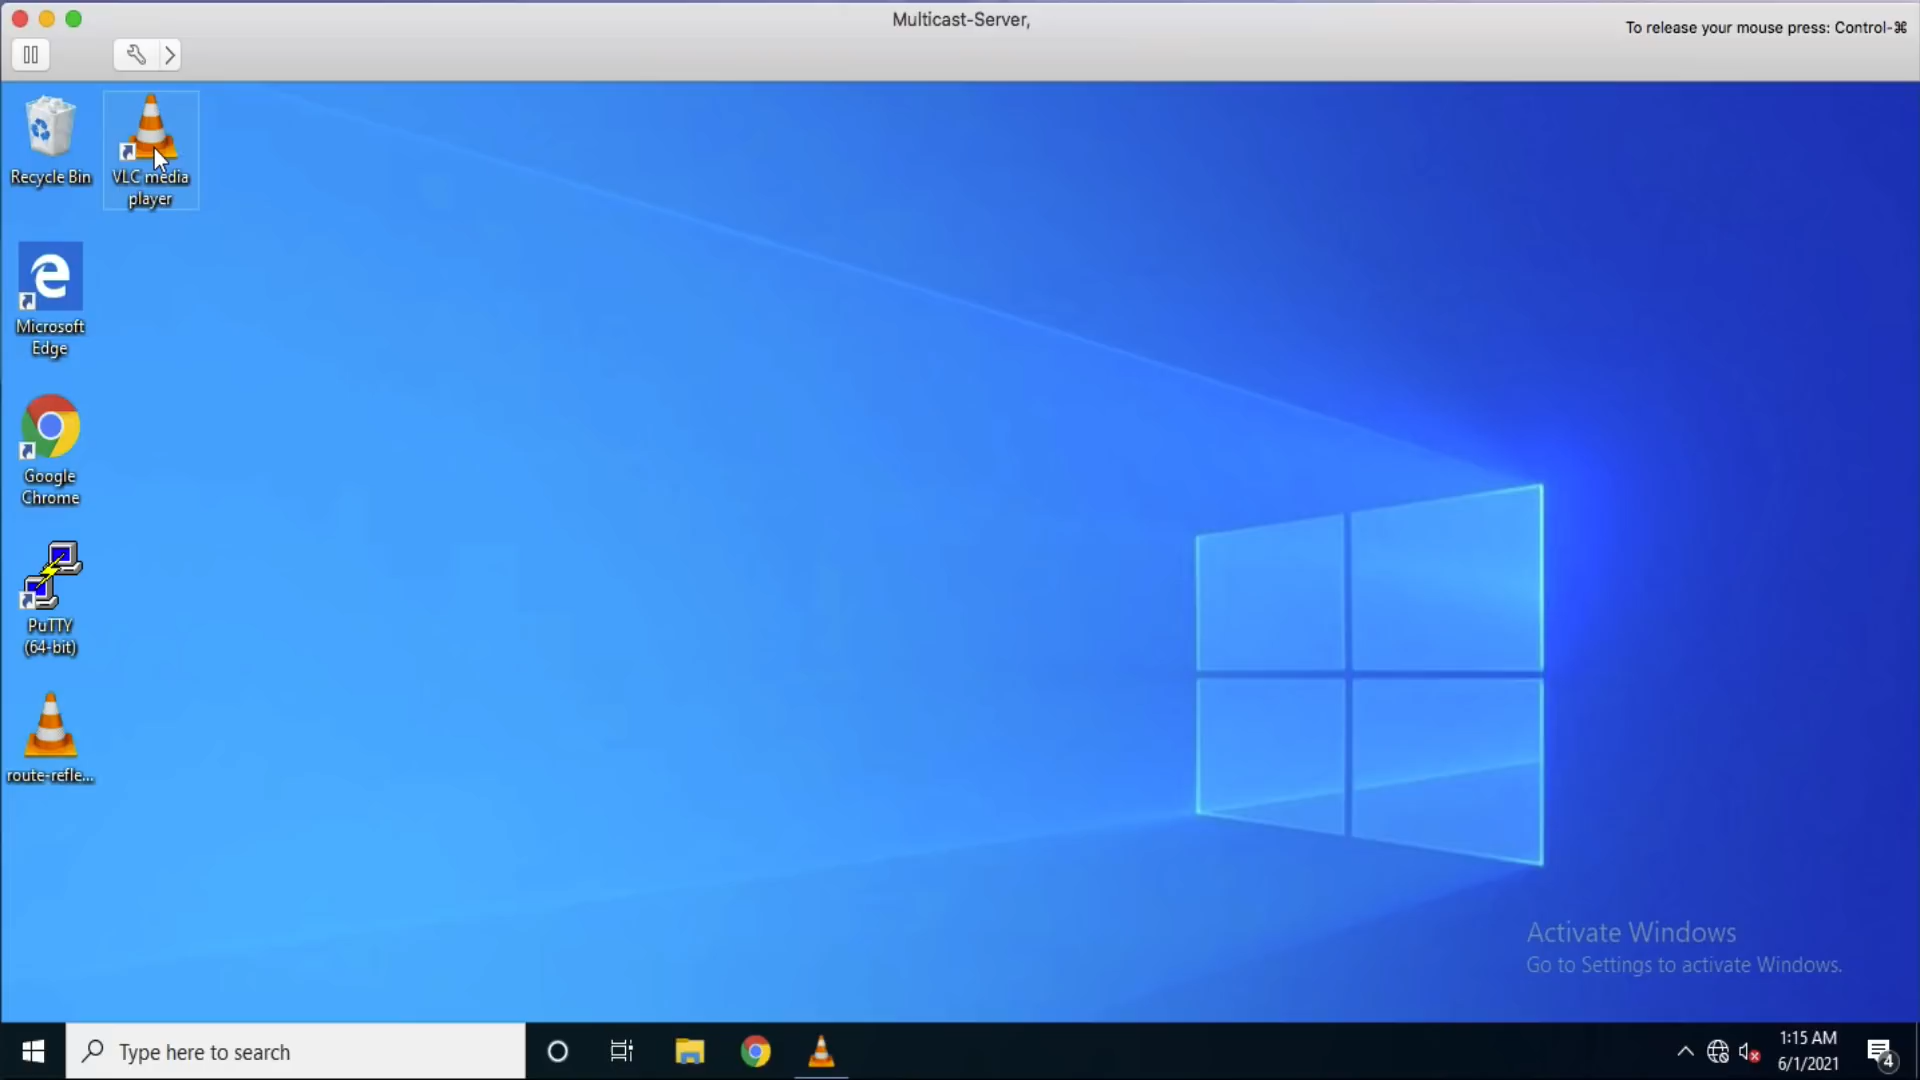 Multicast-Server,
To release your mouse press: Control-⌘
Recycle Bin
VLC media
player
Microsoft
Edge
Google
Chrome
PuTTY
(64-bit)
route-refle...
Activate Windows
Go to Settings to activate Windows.
Type here to search
1:15 AM
6/1/2021
4